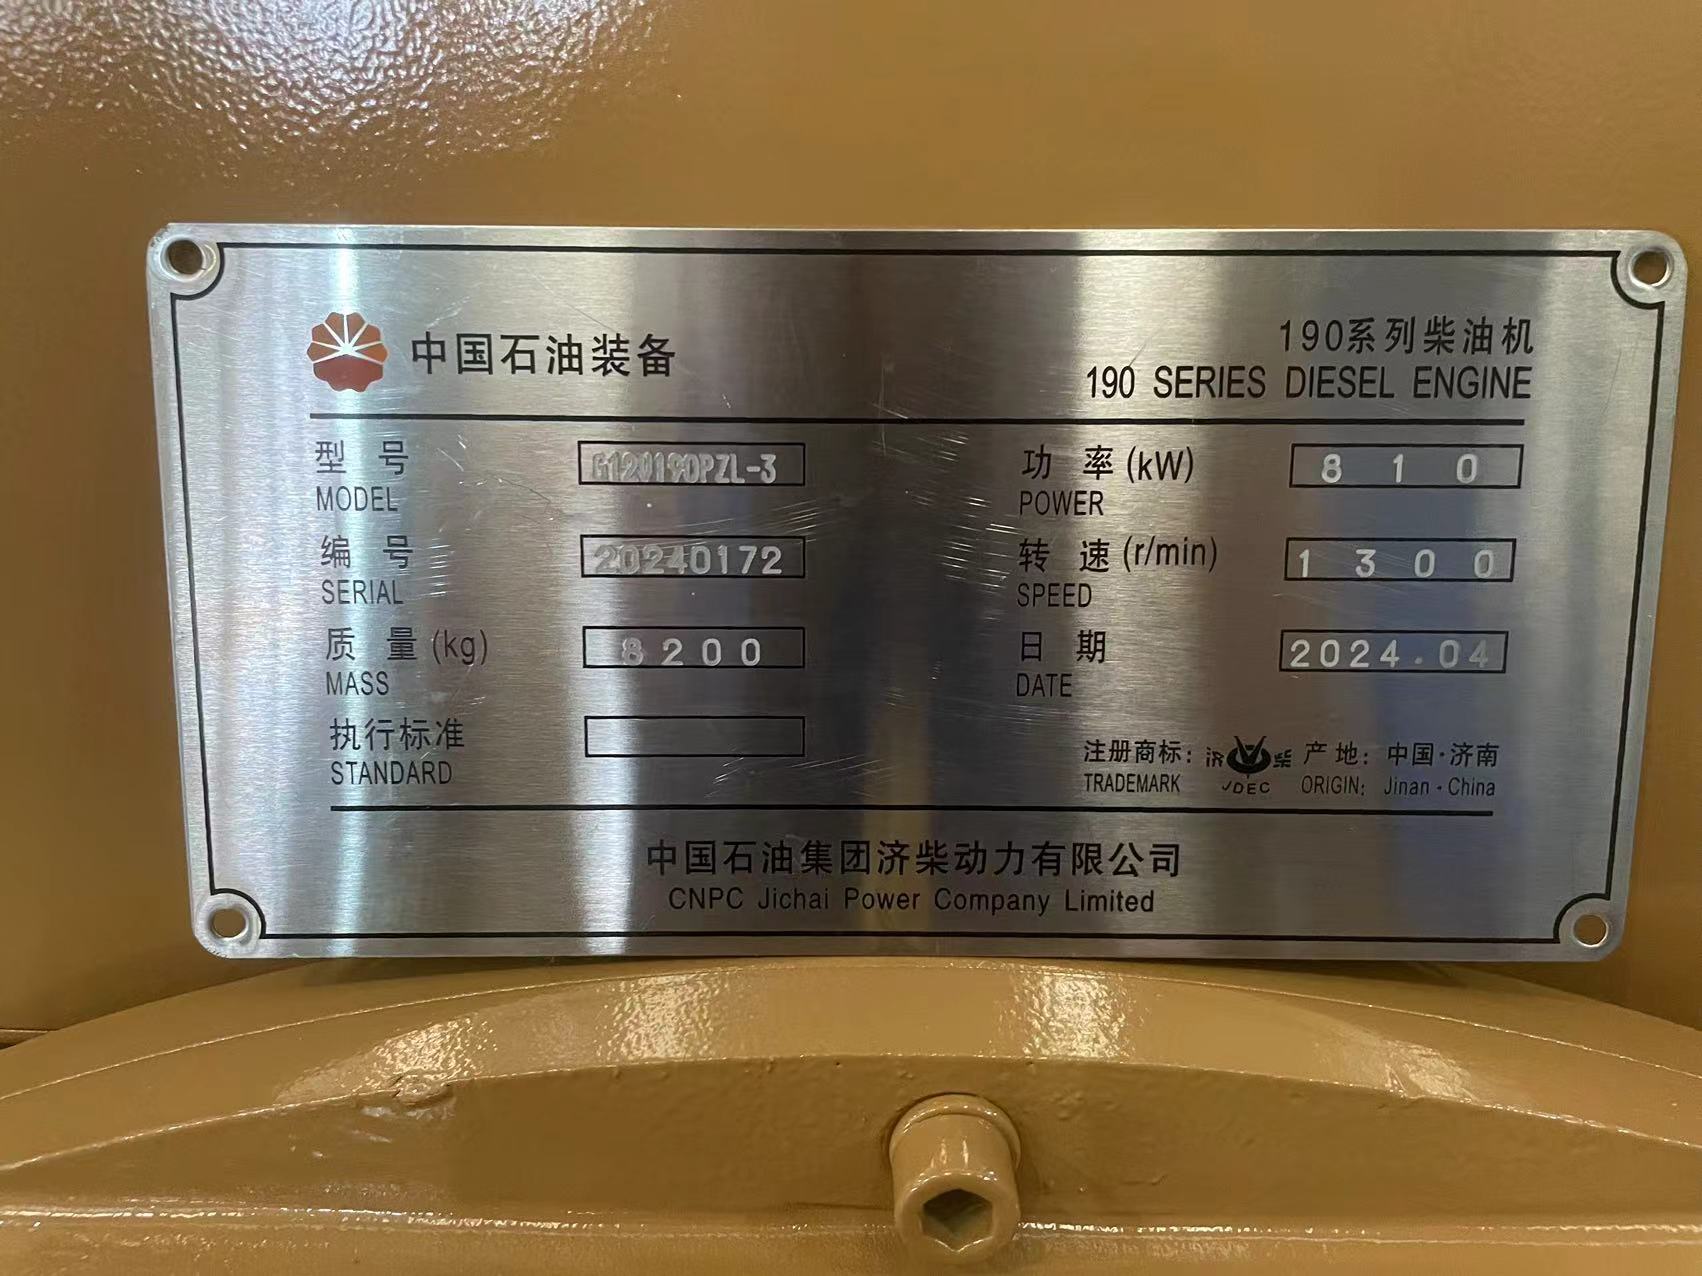 中国石油装备
190系列柴油机
190 SERIES DIESEL ENGINE
型 号 G12V190PZL-3
MODEL
功 率 (kW) 810
POWER
编 号 20240172
SERIAL
转 速 (r/min) 1300
SPEED
质 量 (kg) 8200
MASS
日 期 2024.04
DATE
执行标准
STANDARD
注册商标: 济柴 产 地: 中国·济南
TRADEMARK JDEC ORIGIN: Jinan·China
中国石油集团济柴动力有限公司
CNPC Jichai Power Company Limited